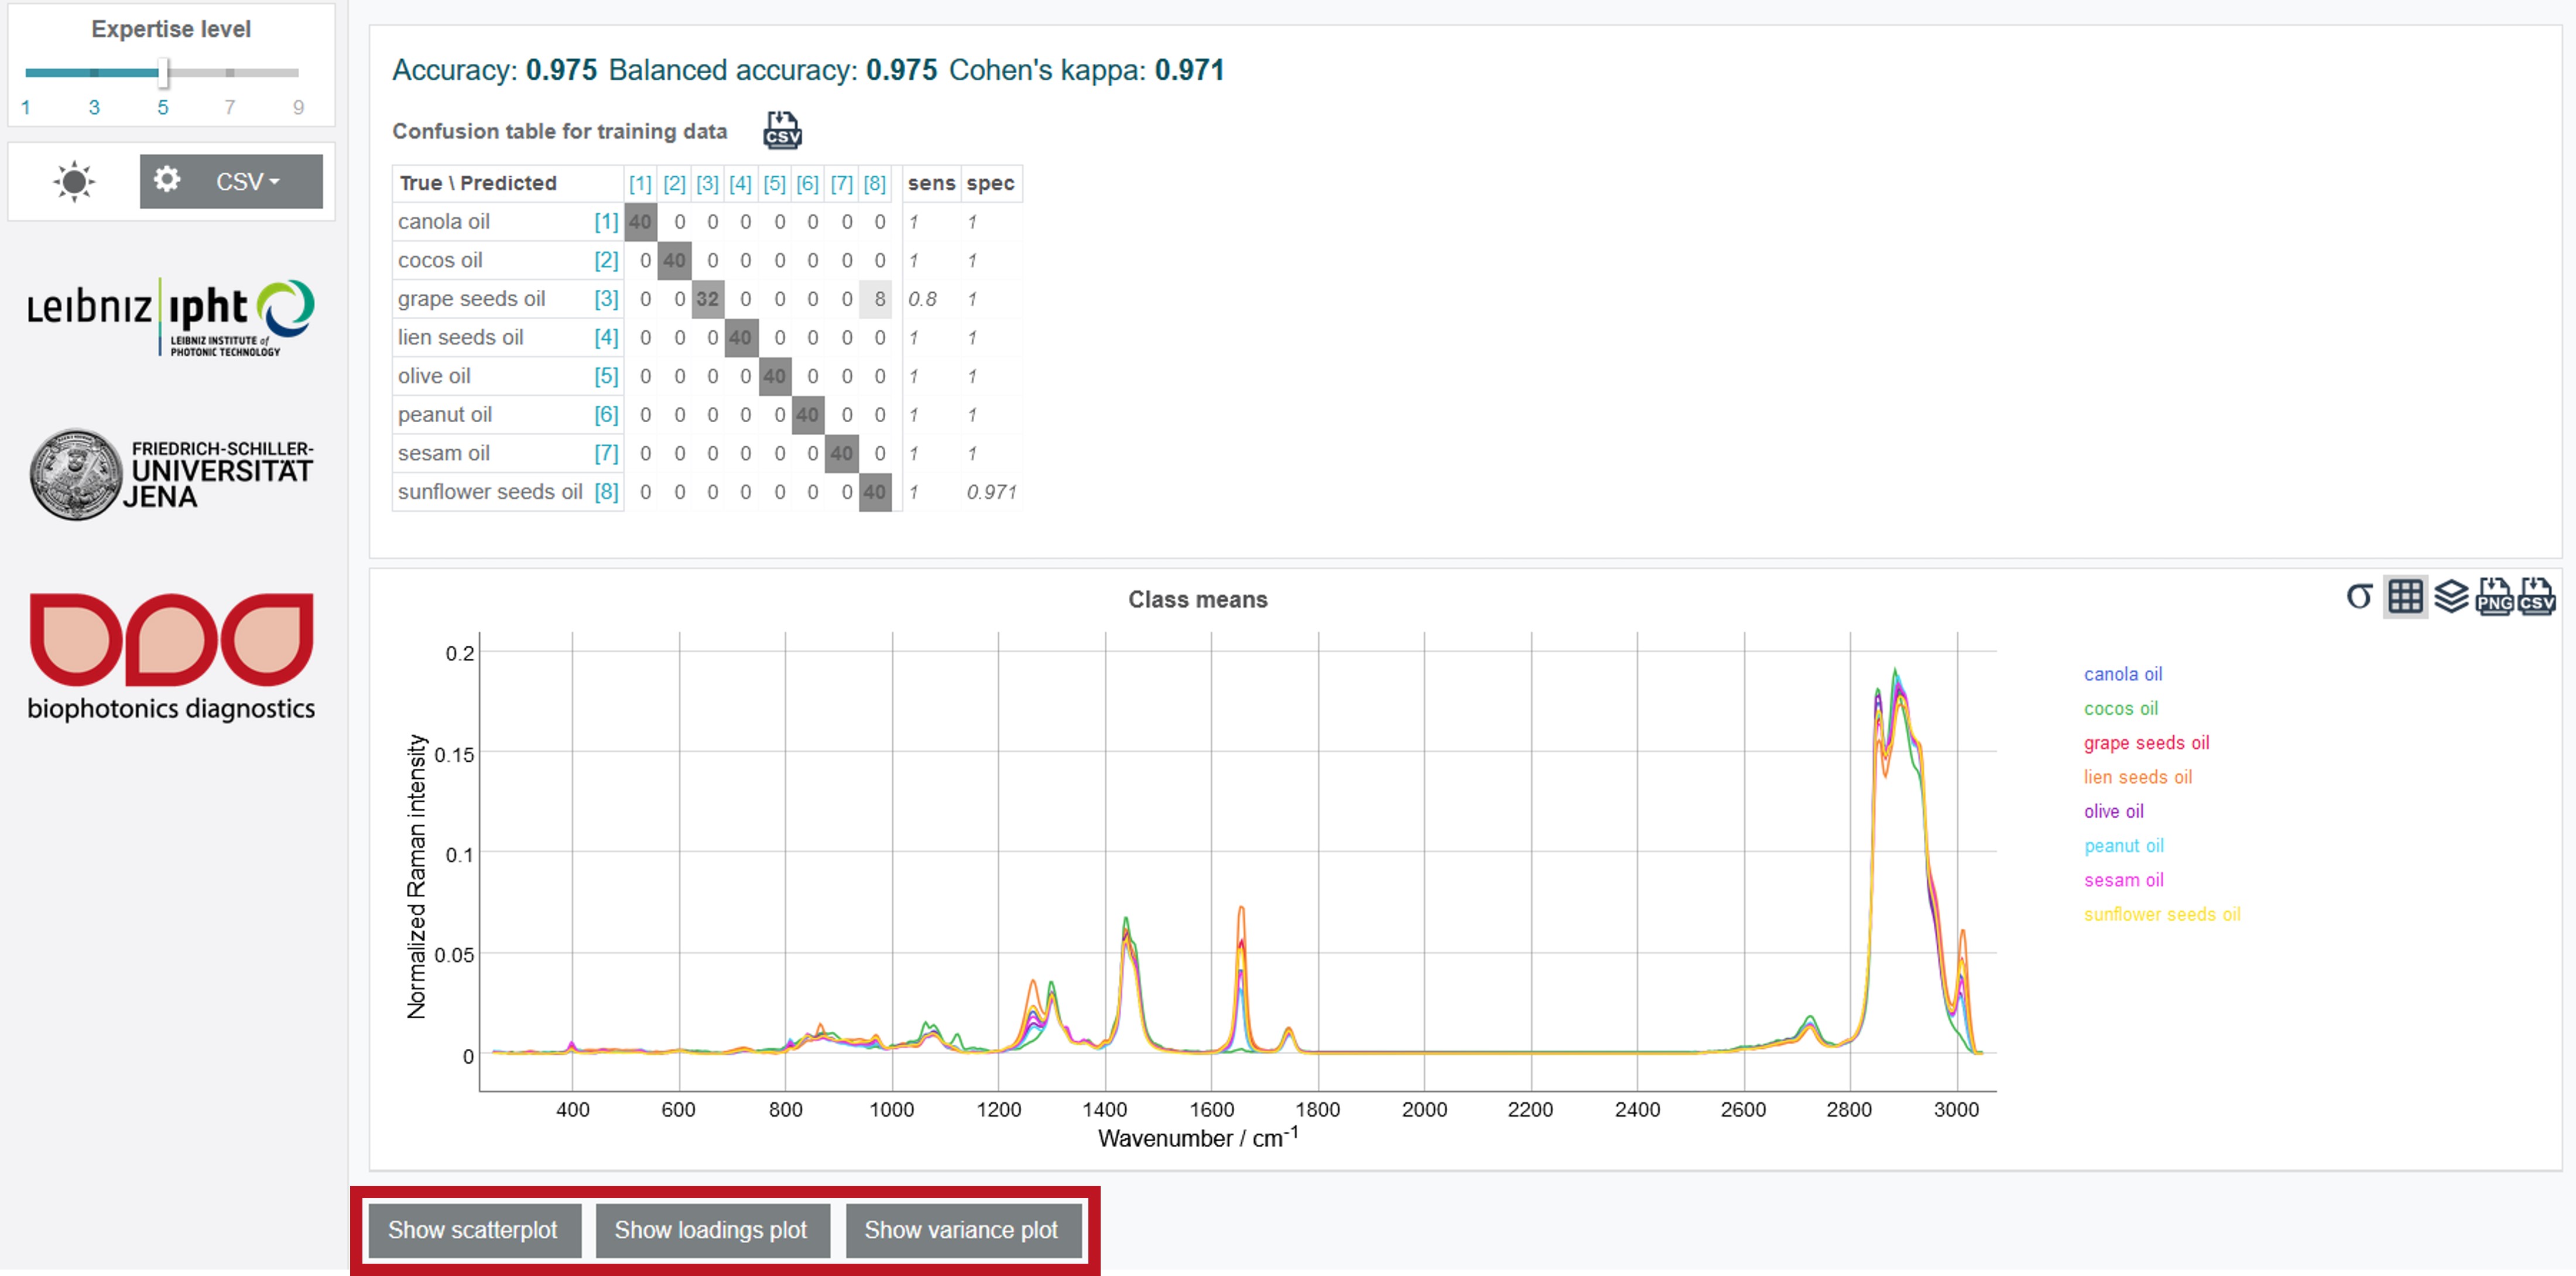 Expertise level
1 3 5 7 9
CSV
Leibniz ipht
LEIBNIZ INSTITUTE of
PHOTONIC TECHNOLOGY
FRIEDRICH-SCHILLER-
UNIVERSITÄT
JENA
biophotonics diagnostics
Accuracy: 0.975 Balanced accuracy: 0.975 Cohen's kappa: 0.971
Confusion table for training data CSV
True \ Predicted [1] [2] [3] [4] [5] [6] [7] [8] sens spec
canola oil [1] 40 0 0 0 0 0 0 0 1 1
cocos oil [2] 0 40 0 0 0 0 0 0 1 1
grape seeds oil [3] 0 0 32 0 0 0 0 8 0.8 1
lien seeds oil [4] 0 0 0 40 0 0 0 0 1 1
olive oil [5] 0 0 0 0 40 0 0 0 1 1
peanut oil [6] 0 0 0 0 0 40 0 0 1 1
sesam oil [7] 0 0 0 0 0 0 40 0 1 1
sunflower seeds oil [8] 0 0 0 0 0 0 0 40 1 0.971
Class means
σ PNG CSV
Normalized Raman intensity
0.2
0.15
0.1
0.05
0
400 600 800 1000 1200 1400 1600 1800 2000 2200 2400 2600 2800 3000
Wavenumber / cm⁻¹
canola oil
cocos oil
grape seeds oil
lien seeds oil
olive oil
peanut oil
sesam oil
sunflower seeds oil
Show scatterplot Show loadings plot Show variance plot